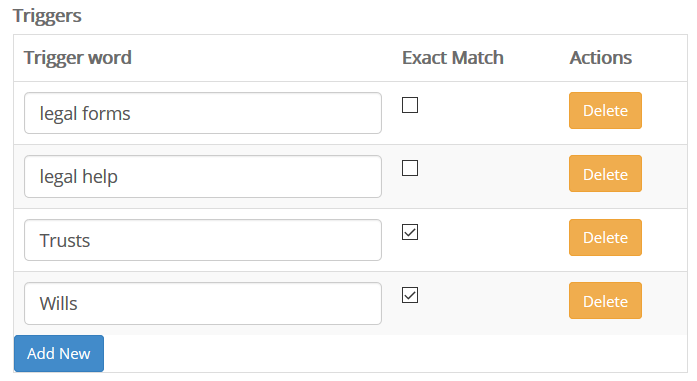 Triggers
Trigger word Exact Match Actions
legal forms Delete
legal help Delete
Trusts Delete
Wills Delete
Add New